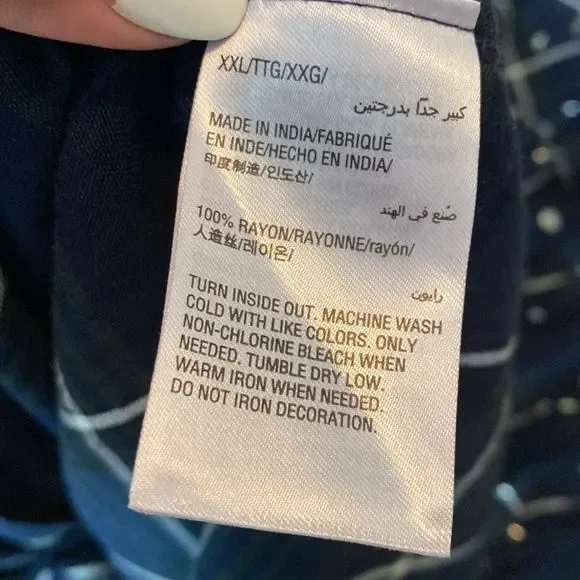 XXL/TTG/XXG/
كبير جدًا بدرجتين
MADE IN INDIA/FABRIQUÉ
EN INDE/HECHO EN INDIA/
印度制造/인도산/
صُنع في الهند
100% RAYON/RAYONNE/rayón/
人造丝/레이온/
رايون
TURN INSIDE OUT. MACHINE WASH
COLD WITH LIKE COLORS. ONLY
NON-CHLORINE BLEACH WHEN
NEEDED. TUMBLE DRY LOW.
WARM IRON WHEN NEEDED.
DO NOT IRON DECORATION.